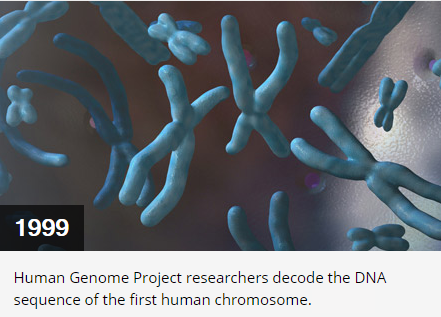 1999
Human Genome Project researchers decode the DNA
sequence of the first human chromosome.